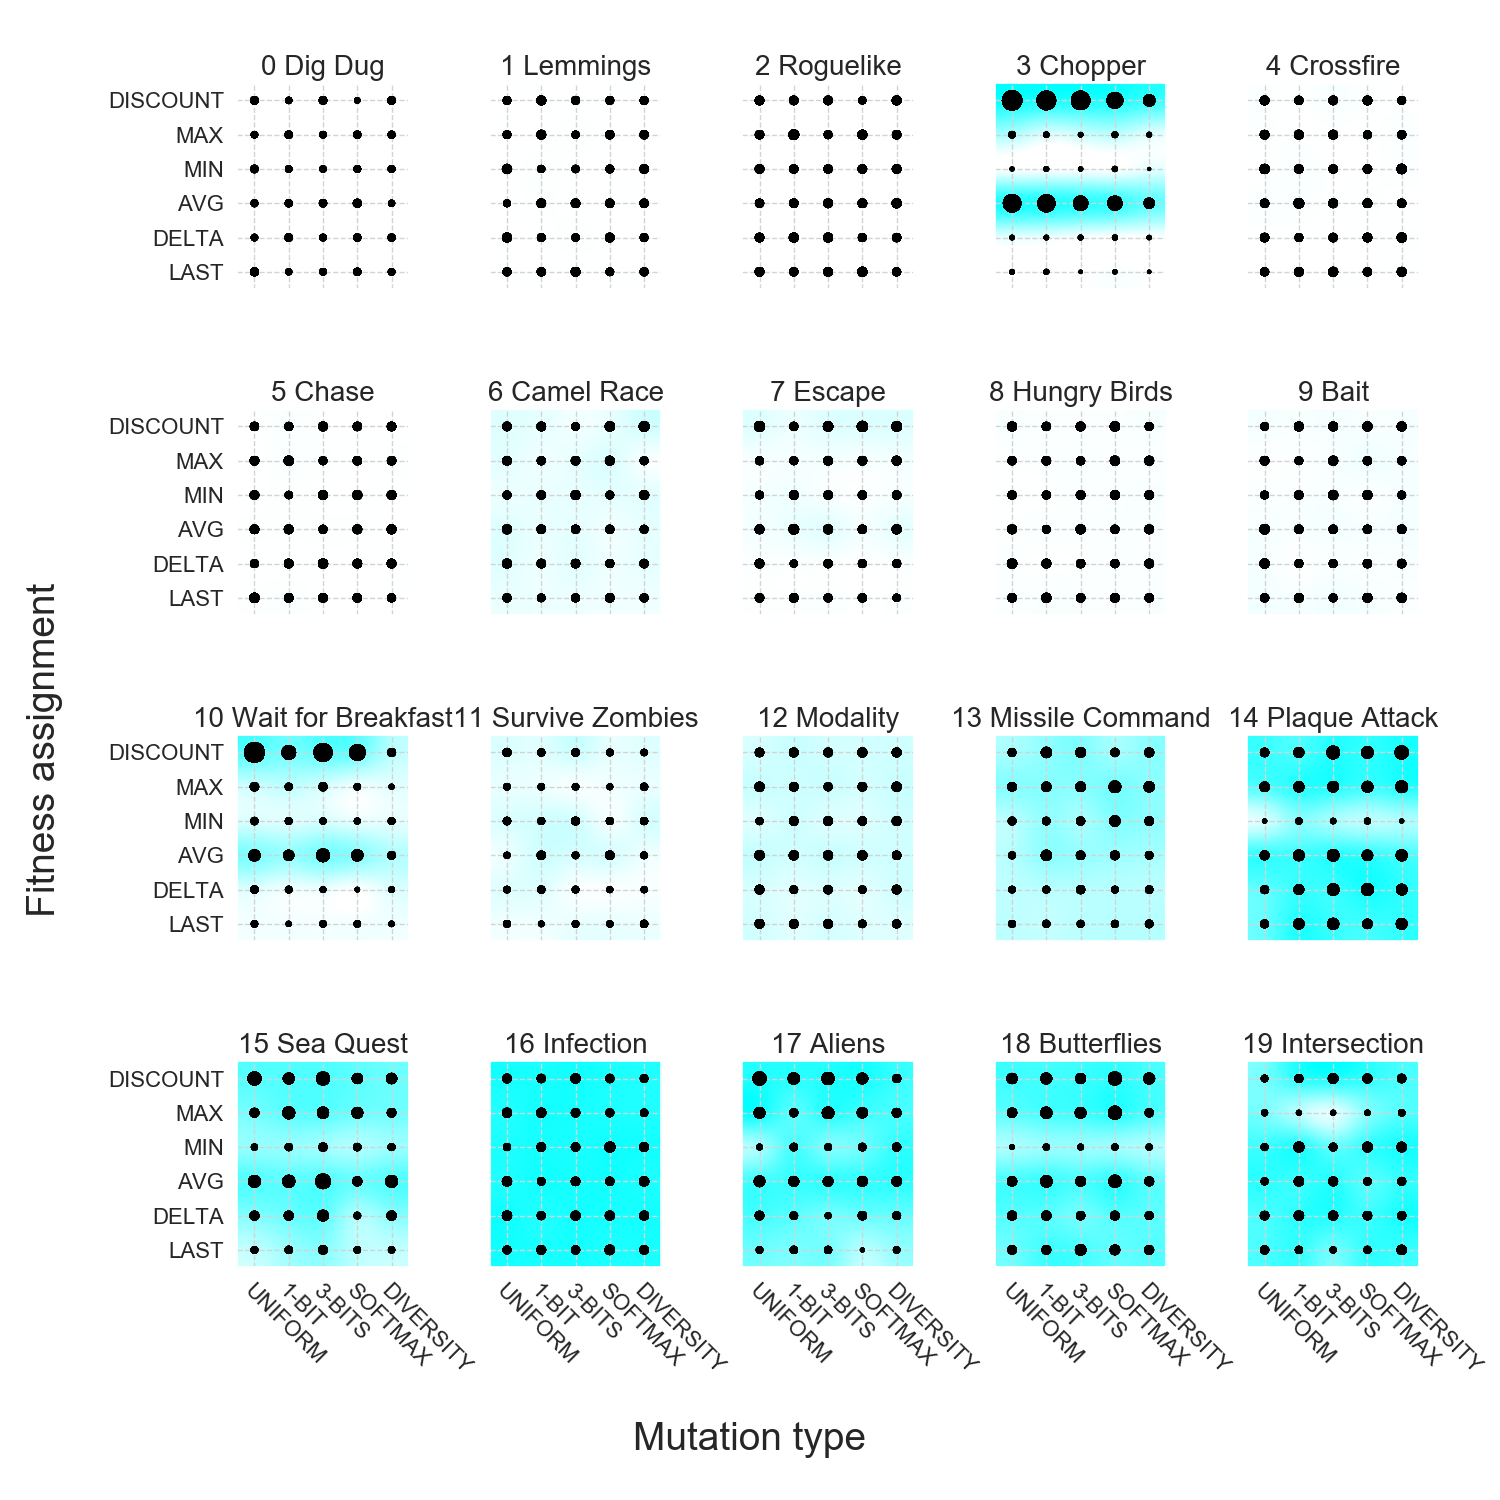 0 Dig Dug
1 Lemmings
2 Roguelike
3 Chopper
4 Crossfire
DISCOUNT
MAX
MIN
AVG
DELTA
LAST
5 Chase
6 Camel Race
7 Escape
8 Hungry Birds
9 Bait
DISCOUNT
MAX
MIN
AVG
DELTA
LAST
Fitness assignment
10 Wait for Breakfast
11 Survive Zombies
12 Modality
13 Missile Command
14 Plaque Attack
DISCOUNT
MAX
MIN
AVG
DELTA
LAST
15 Sea Quest
16 Infection
17 Aliens
18 Butterflies
19 Intersection
DISCOUNT
MAX
MIN
AVG
DELTA
LAST
UNIFORM
1-BIT
3-BITS
SOFTMAX
DIVERSITY
UNIFORM
1-BIT
3-BITS
SOFTMAX
DIVERSITY
UNIFORM
1-BIT
3-BITS
SOFTMAX
DIVERSITY
UNIFORM
1-BIT
3-BITS
SOFTMAX
DIVERSITY
UNIFORM
1-BIT
3-BITS
SOFTMAX
DIVERSITY
Mutation type